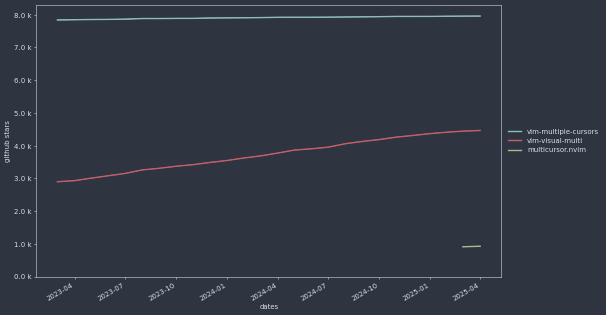 8.0 k
7.0 k
6.0 k
5.0 k
4.0 k
3.0 k
2.0 k
1.0 k
0.0 k
github stars
2023-04
2023-07
2023-10
2024-01
2024-04
2024-07
2024-10
2025-01
2025-04
dates
vim-multiple-cursors
vim-visual-multi
multicursor.nvim